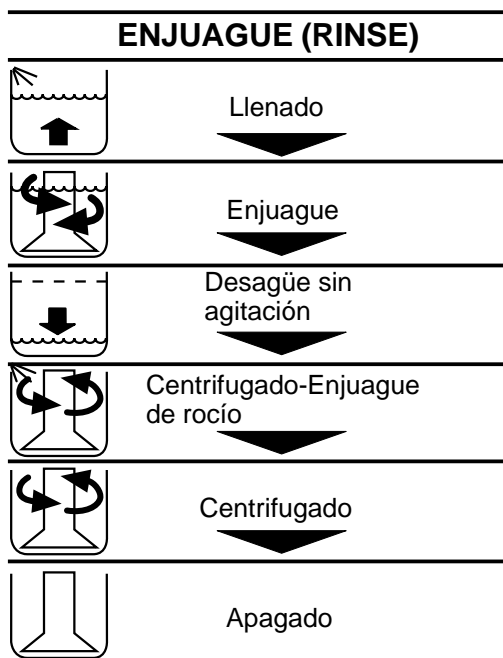 ENJUAGUE (RINSE)
Llenado
Enjuague
Desagüe sin
agitación
Centrifugado-Enjuague
de rocío
Centrifugado
Apagado